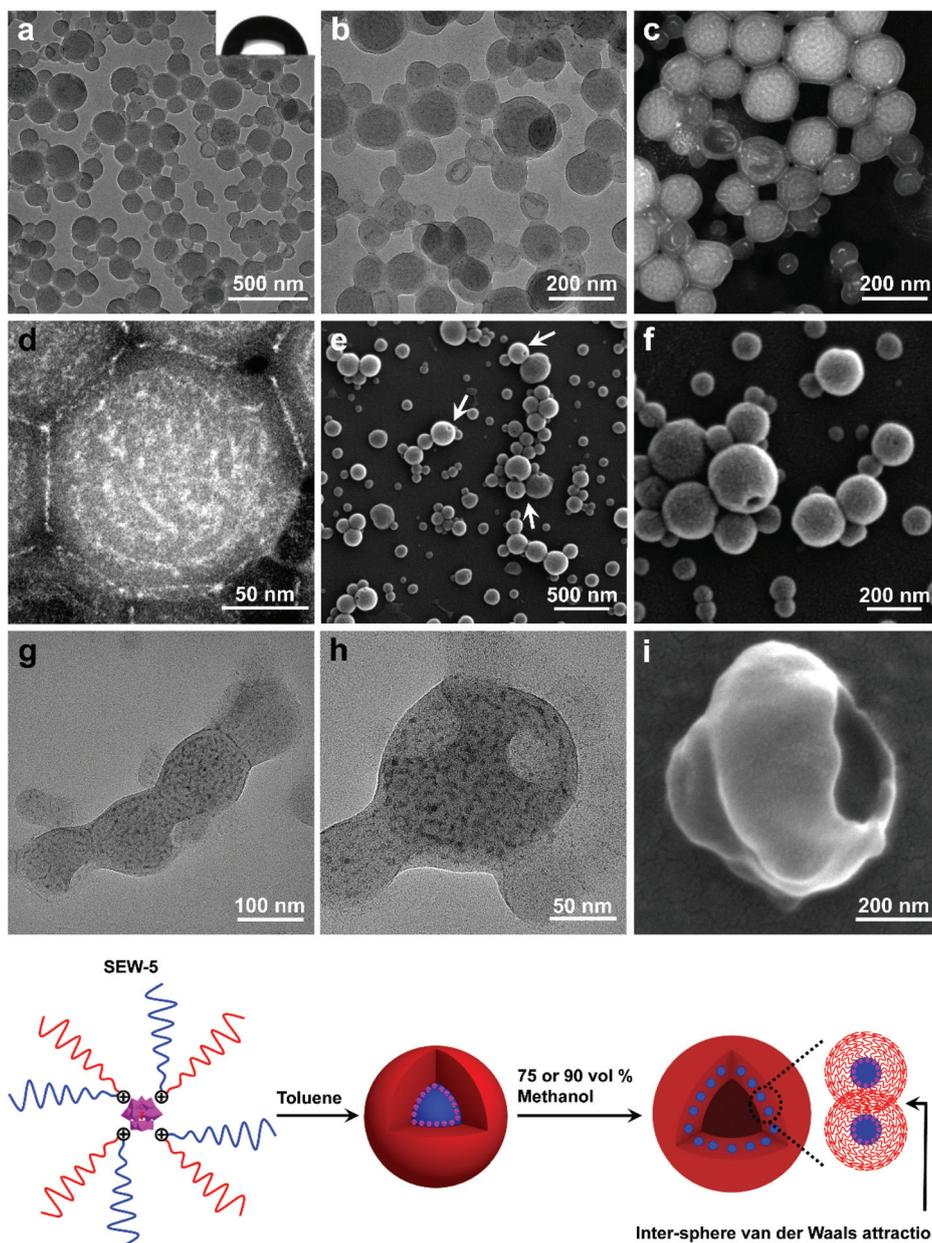 a
500 nm
b
200 nm
c
200 nm
d
50 nm
e
500 nm
f
200 nm
g
100 nm
h
50 nm
i
200 nm
SEW-5
Toluene
75 or 90 vol %
Methanol
Inter-sphere van der Waals attractio